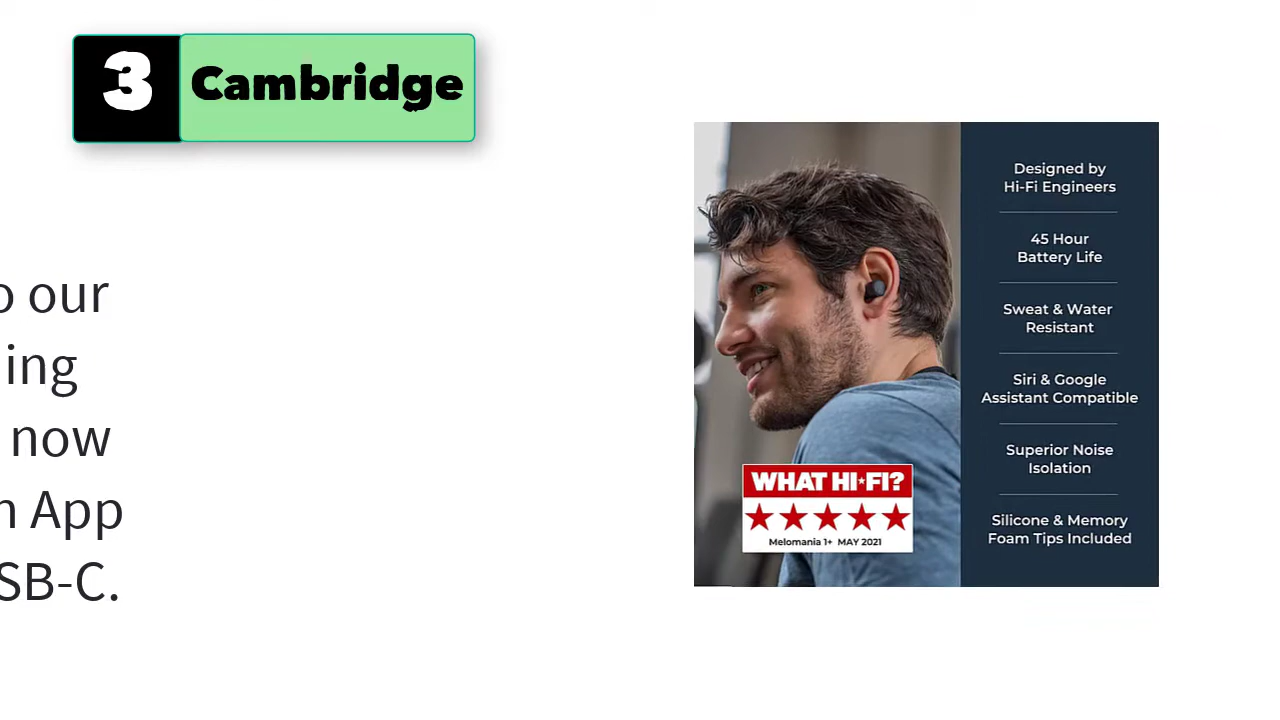 3 Cambridge
o our
ing
now
n App
SB-C.
Designed by
Hi-Fi Engineers
45 Hour
Battery Life
Sweat & Water
Resistant
Siri & Google
Assistant Compatible
Superior Noise
Isolation
Silicone & Memory
Foam Tips Included
WHAT HI★FI?
Melomania 1+ MAY 2021